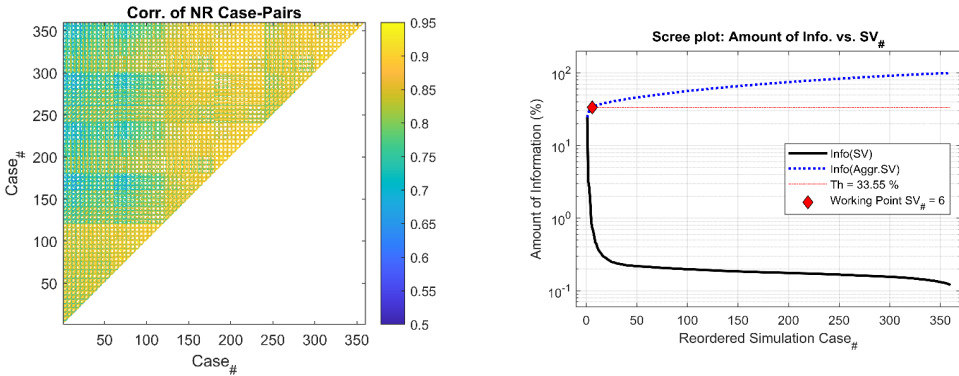 Corr. of NR Case-Pairs
350
300
250
200
150
100
50
Case#
50 100 150 200 250 300 350
Case#
0.95
0.9
0.85
0.8
0.75
0.7
0.65
0.6
0.55
0.5
Scree plot: Amount of Info. vs. SV#
Amount of Information (%)
10²
10¹
10⁰
10⁻¹
Info(SV)
Info(Aggr.SV)
Th = 33.55 %
Working Point SV# = 6
0 50 100 150 200 250 300 350
Reordered Simulation Case#